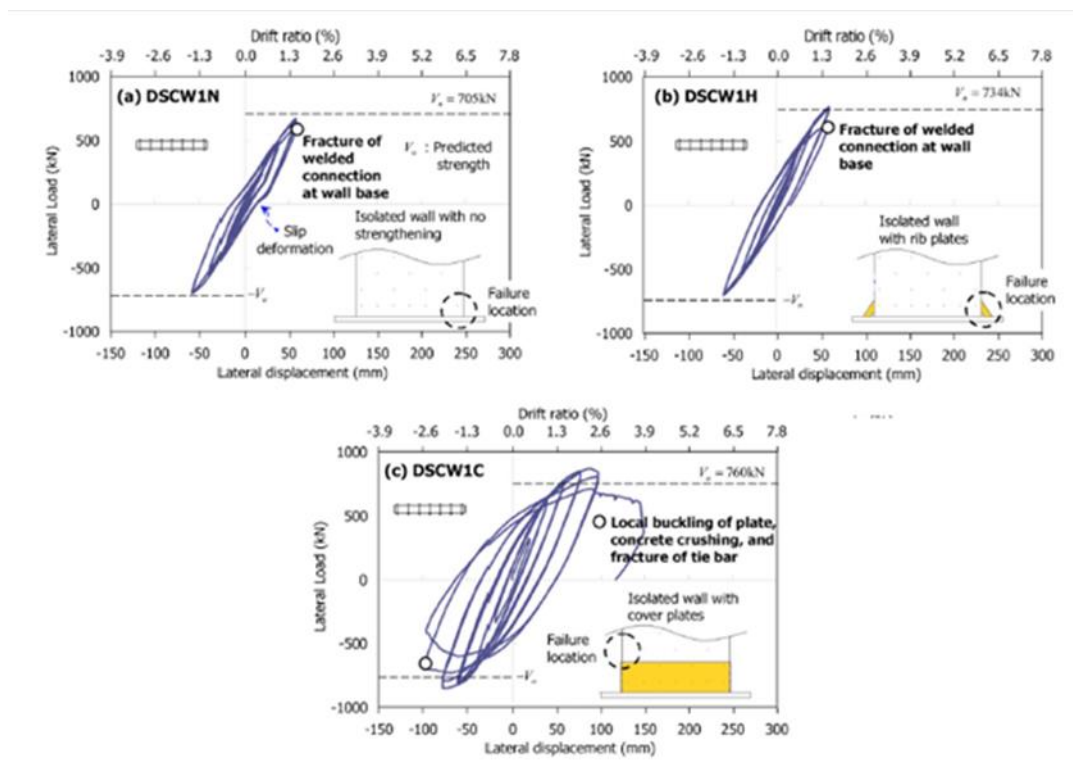 Drift ratio (%)
-3.9 -2.6 -1.3 0.0 1.3 2.6 3.9 5.2 6.5 7.8
(a) DSCW1N
Vn = 705kN
Fracture of welded connection at wall base
Vn : Predicted strength
Slip deformation
Isolated wall with no strengthening
Failure location
-Vn
1000
500
0
-500
-1000
Lateral Load (kN)
-150 -100 -50 0 50 100 150 200 250 300
Lateral displacement (mm)
Drift ratio (%)
-3.9 -2.6 -1.3 0.0 1.3 2.6 3.9 5.2 6.5 7.8
(b) DSCW1H
Vn = 734kN
Fracture of welded connection at wall base
Isolated wall with rib plates
Failure location
-Vn
1000
500
0
-500
-1000
Lateral Load (kN)
-150 -100 -50 0 50 100 150 200 250 300
Lateral displacement (mm)
Drift ratio (%)
-3.9 -2.6 -1.3 0.0 1.3 2.6 3.9 5.2 6.5 7.8
(c) DSCW1C
Vn = 760kN
Local buckling of plate, concrete crushing, and fracture of tie bar
Isolated wall with cover plates
Failure location
-Vn
1000
500
0
-500
-1000
Lateral Load (kN)
-150 -100 -50 0 50 100 150 200 250 300
Lateral displacement (mm)